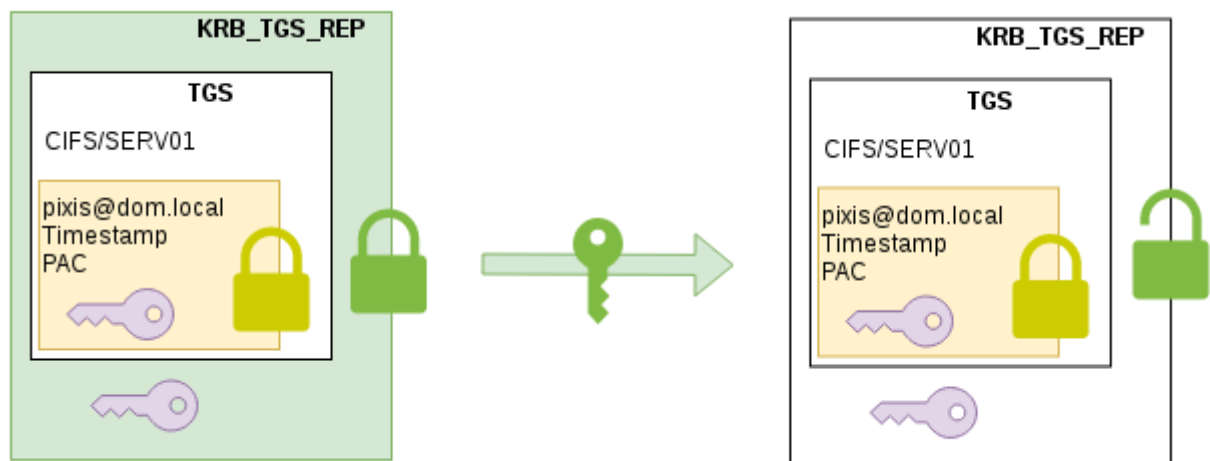 KRB_TGS_REP
TGS
CIFS/SERV01
pixis@dom.local
Timestamp
PAC
KRB_TGS_REP
TGS
CIFS/SERV01
pixis@dom.local
Timestamp
PAC